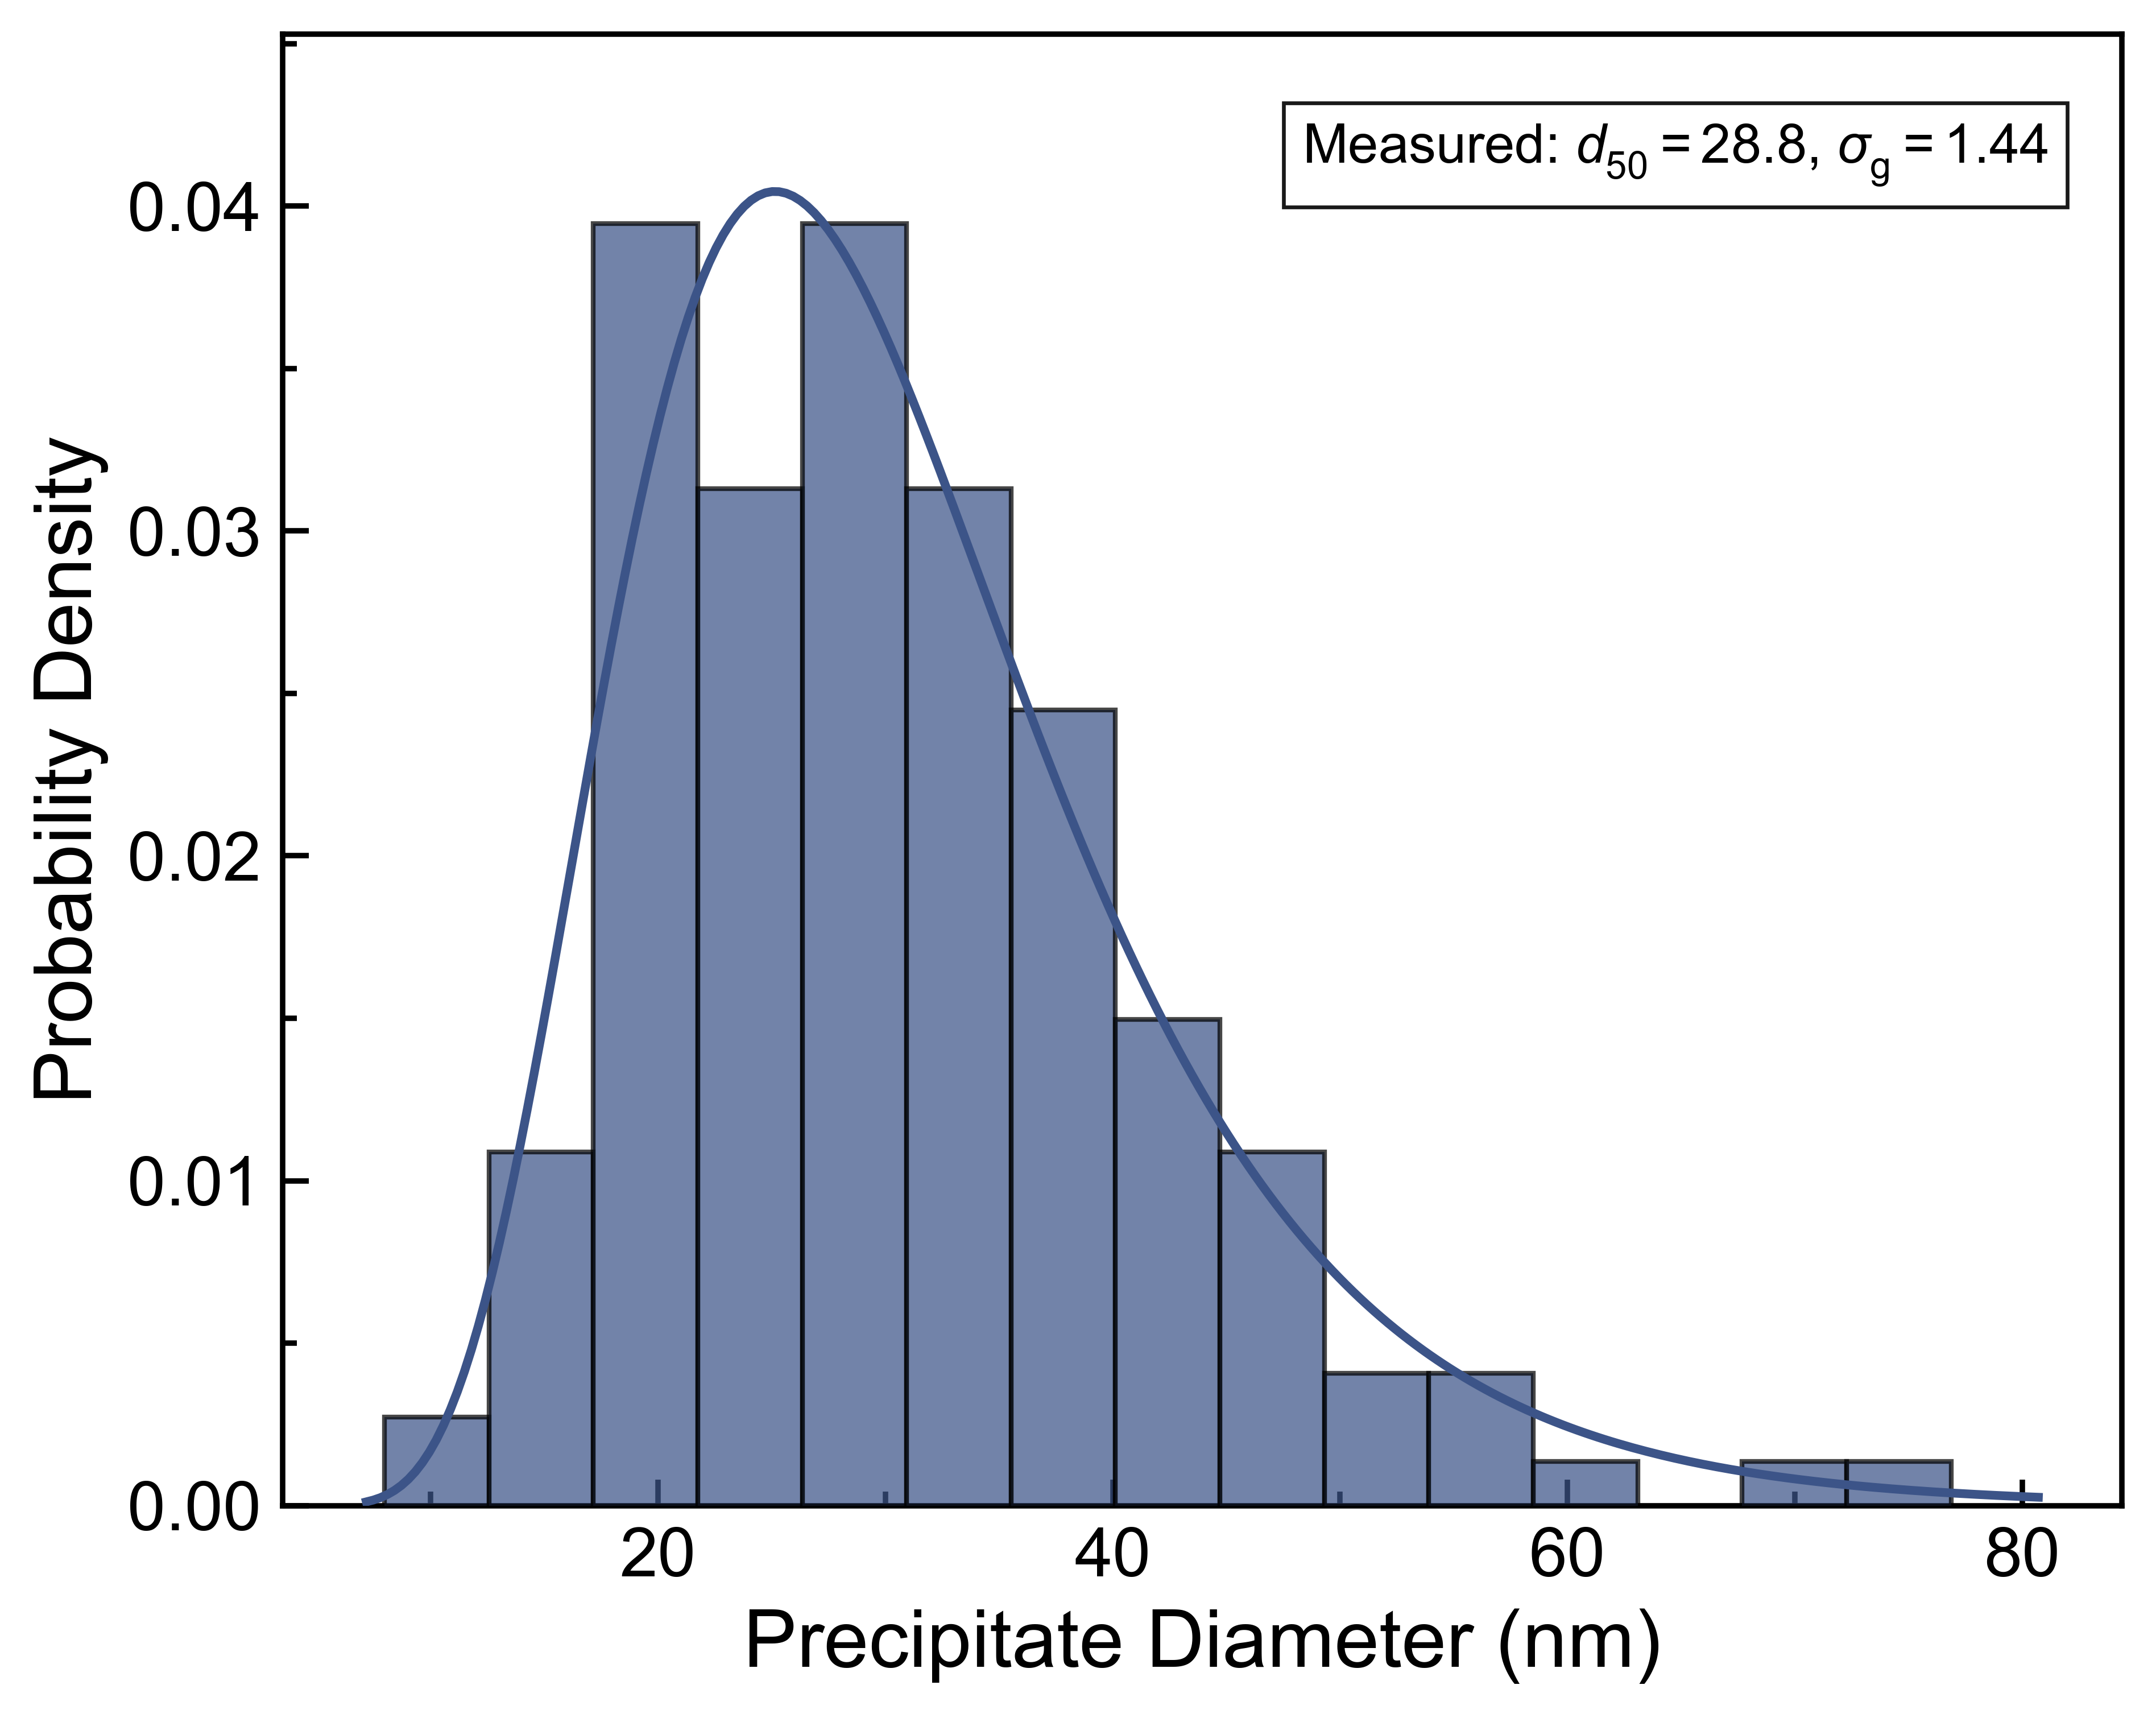 Measured: d50 = 28.8, σg = 1.44
Probability Density
0.04
0.03
0.02
0.01
0.00
20 40 60 80
Precipitate Diameter (nm)